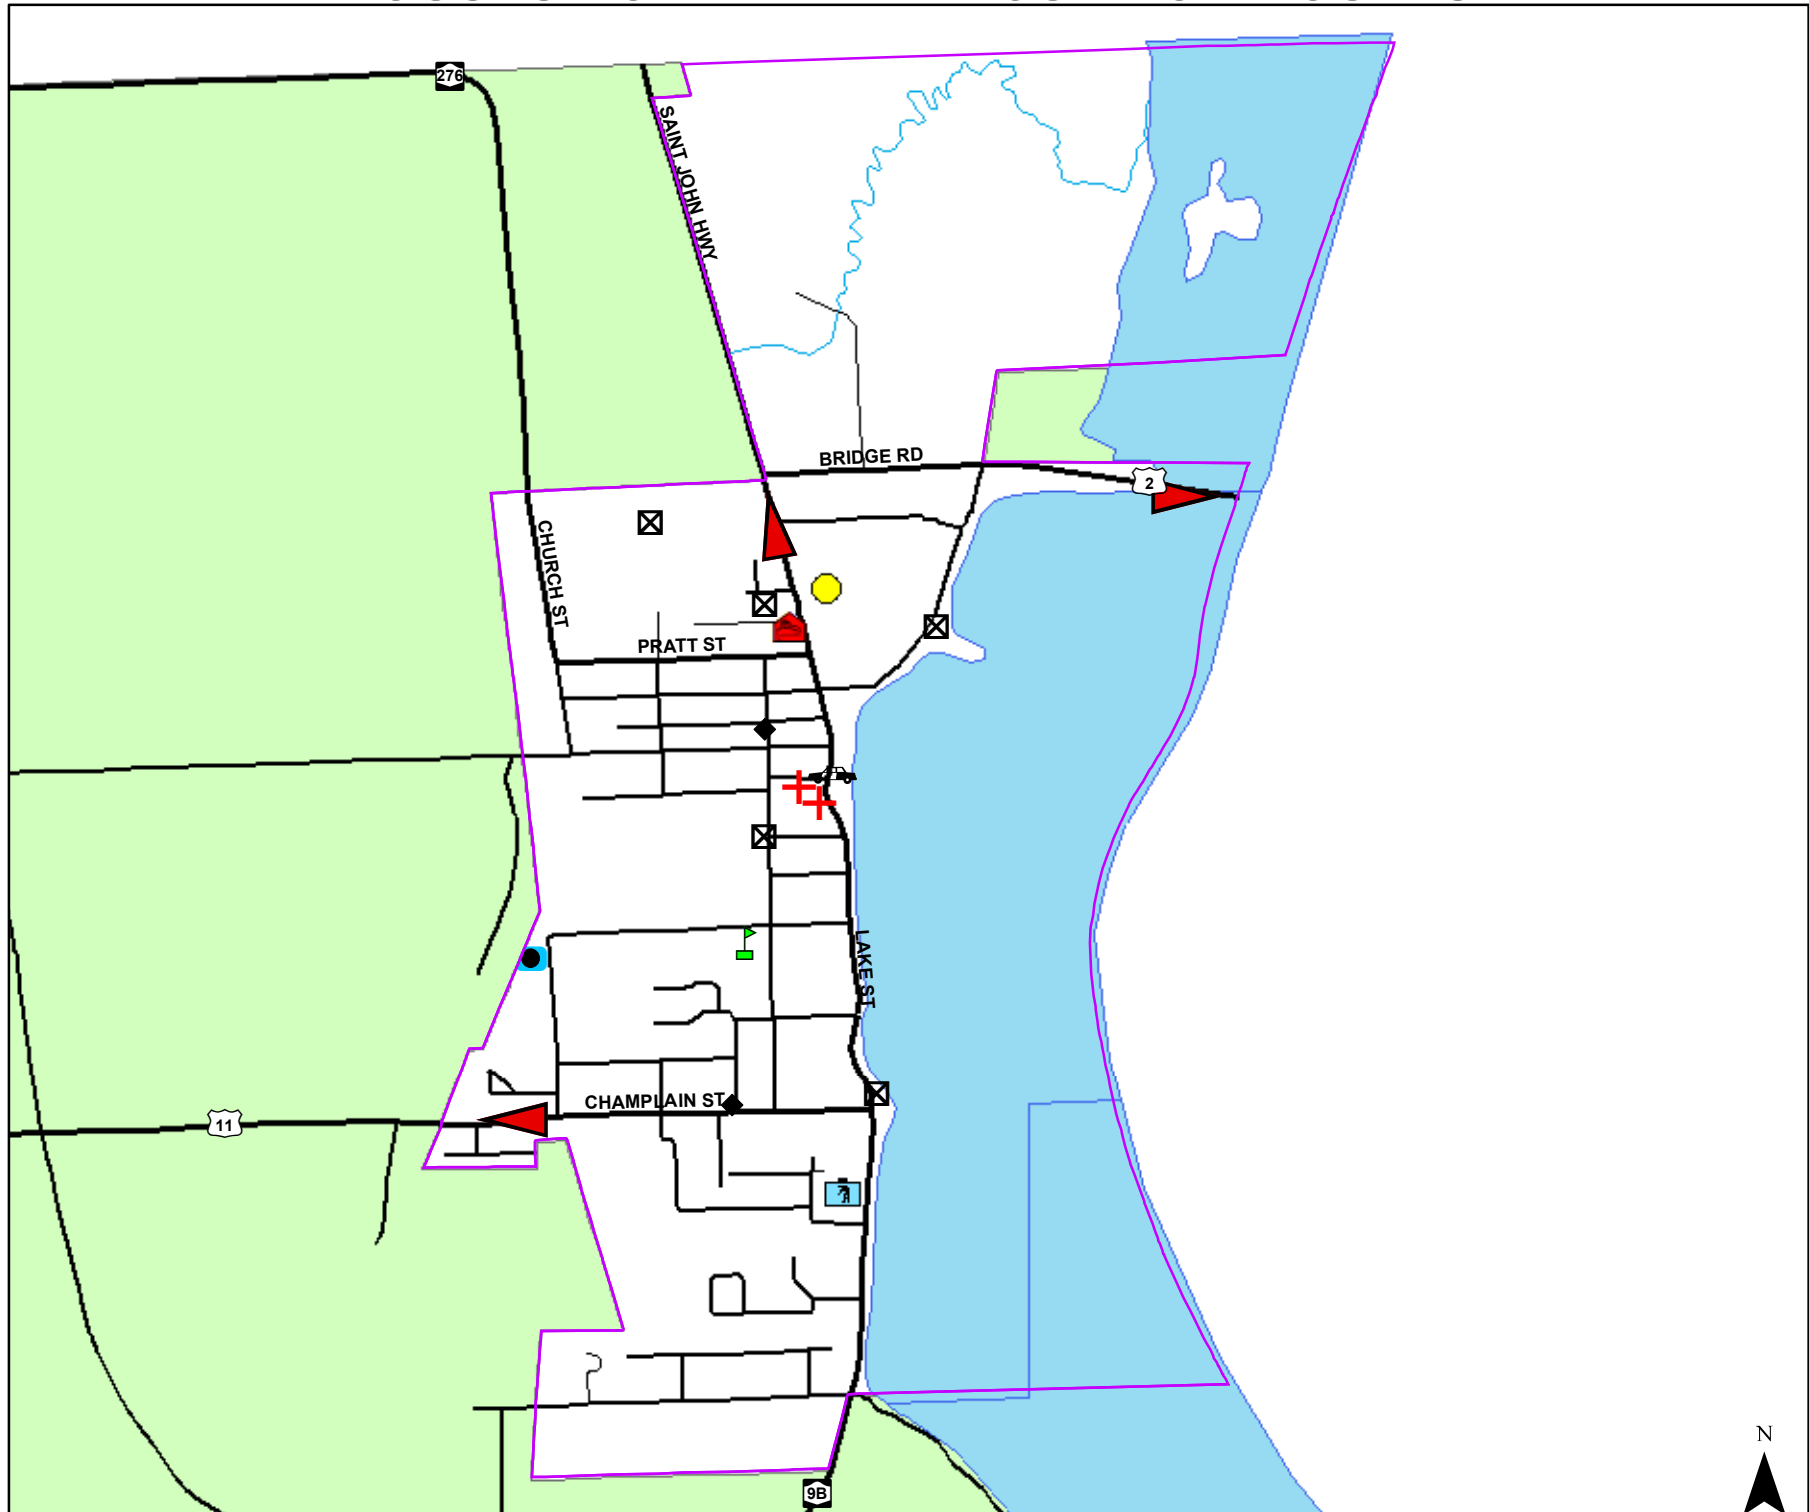 276
SAINT JOHN HWY
BRIDGE RD
2
CHURCH ST
PRATT ST
LAKE ST
CHAMPLAIN ST
11
N
9B